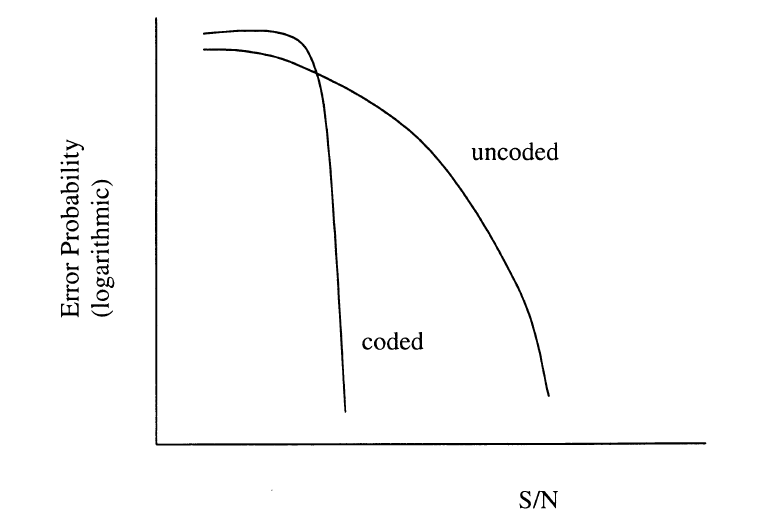 Error Probability
(logarithmic)
uncoded
coded
S/N